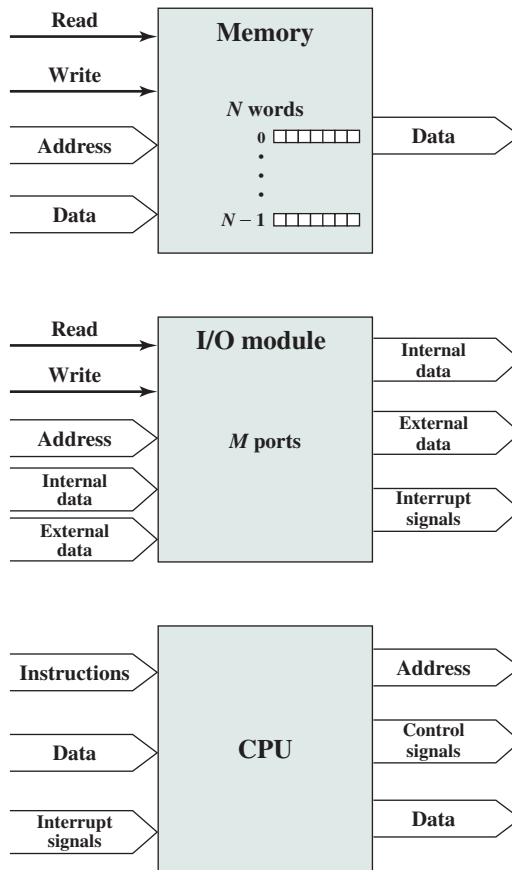 Read
Write
Address
Data
Memory
N words
0
N – 1
Data
Read
Write
Address
Internal
data
External
data
I/O module
M ports
Internal
data
External
data
Interrupt
signals
Instructions
Data
Interrupt
signals
CPU
Address
Control
signals
Data